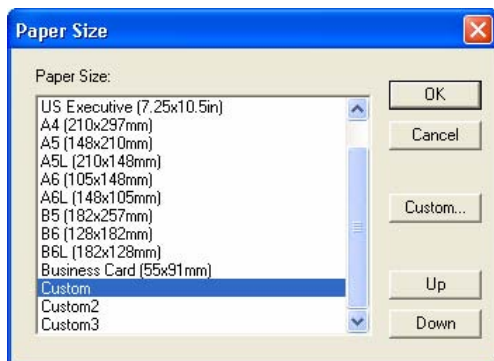 Paper Size
Paper Size:
US Executive (7.25x10.5in)
A4 (210x297mm)
A5 (148x210mm)
A5L (210x148mm)
A6 (105x148mm)
A6L (148x105mm)
B5 (182x257mm)
B6 (128x182mm)
B6L (182x128mm)
Business Card (55x91mm)
Custom
Custom2
Custom3
OK
Cancel
Custom...
Up
Down